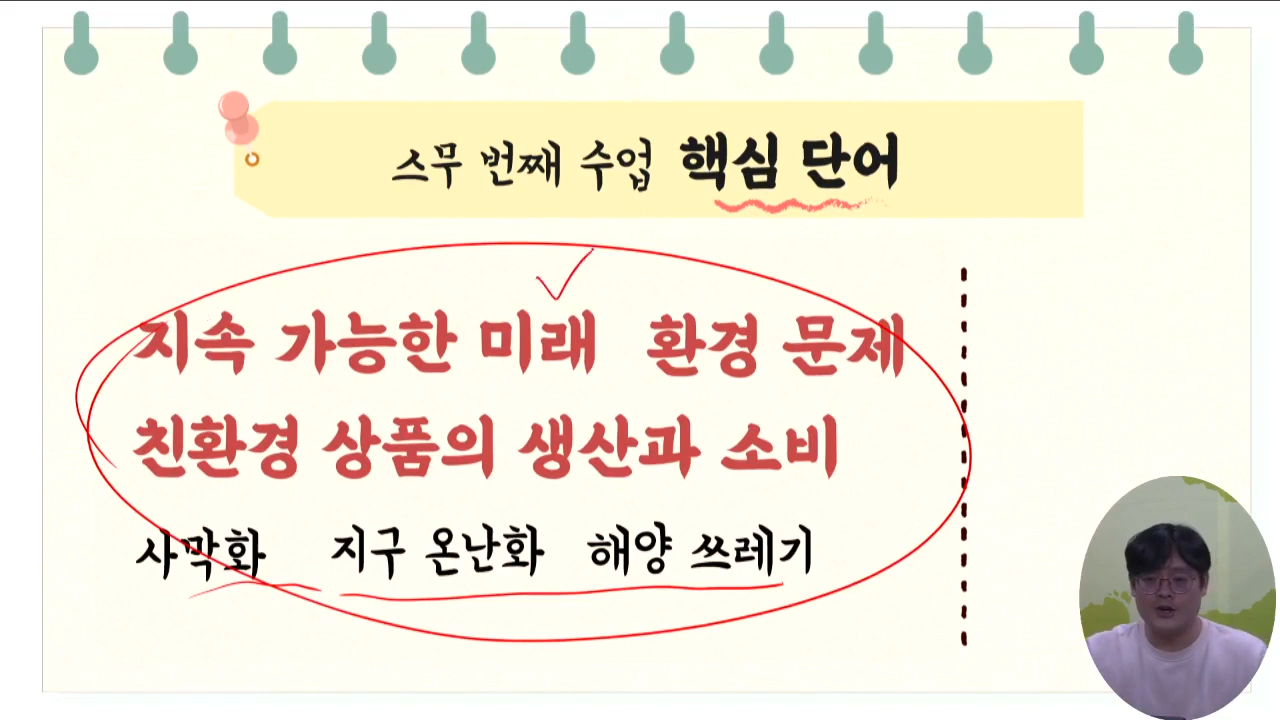 스무 번째 수업 핵심 단어
지속 가능한 미래 환경 문제
친환경 상품의 생산과 소비
사막화 지구 온난화 해양 쓰레기